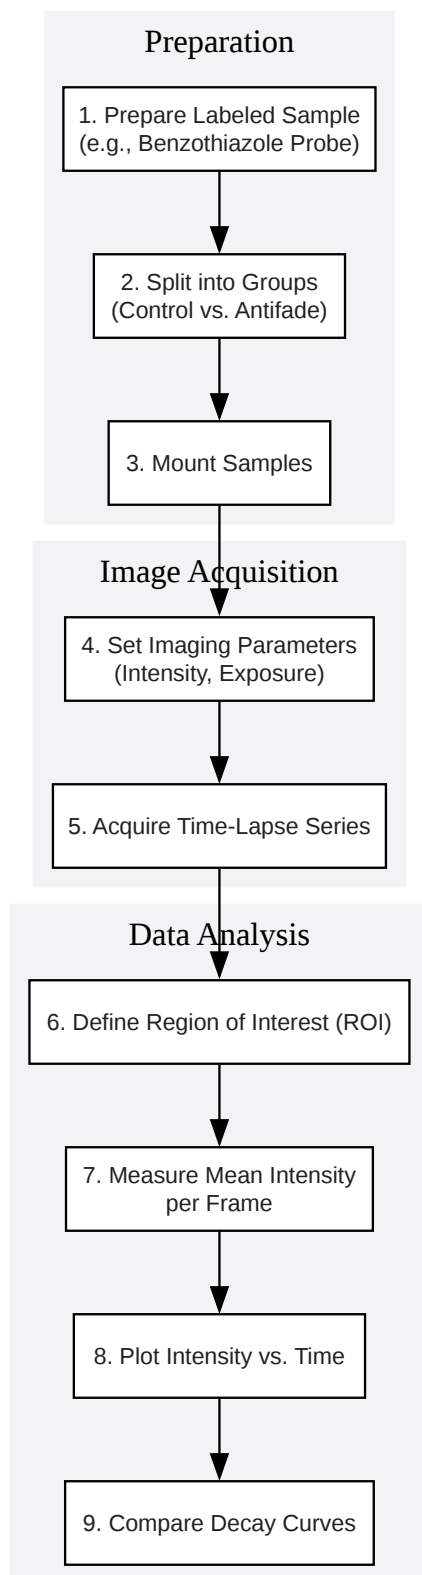 Preparation
1. Prepare Labeled Sample
(e.g., Benzothiazole Probe)
2. Split into Groups
(Control vs. Antifade)
3. Mount Samples
Image Acquisition
4. Set Imaging Parameters
(Intensity, Exposure)
5. Acquire Time-Lapse Series
Data Analysis
6. Define Region of Interest (ROI)
7. Measure Mean Intensity
per Frame
8. Plot Intensity vs. Time
9. Compare Decay Curves